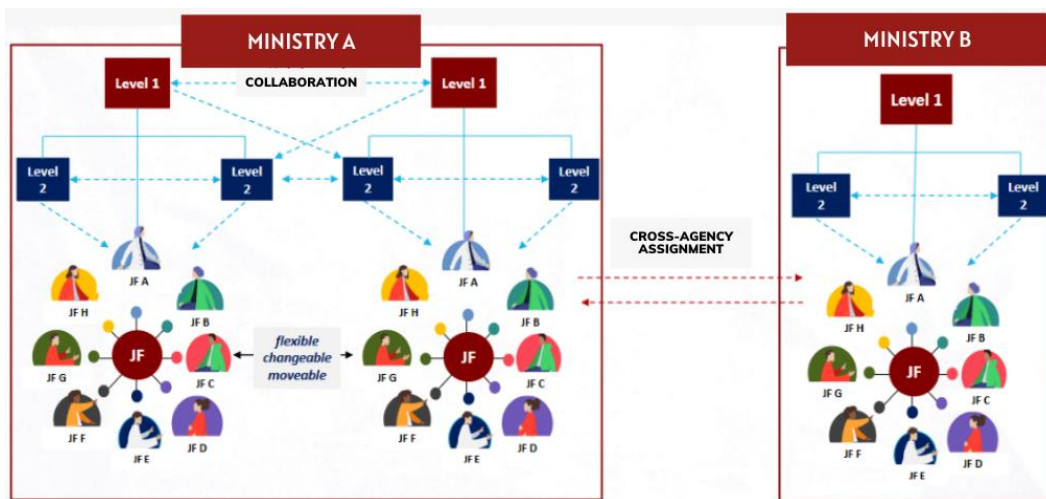 MINISTRY A
MINISTRY B
Level 1
COLLABORATION
Level 1
Level 1
Level
2
Level
2
Level
2
Level
2
Level
2
Level
2
CROSS-AGENCY
ASSIGNMENT
JF A
JF H
JF B
JF
JF G
JF C
JF F
JF D
JF E
flexible
changeable
moveable
JF A
JF H
JF B
JF
JF G
JF C
JF F
JF D
JF E
JF A
JF H
JF B
JF
JF G
JF C
JF F
JF D
JF E